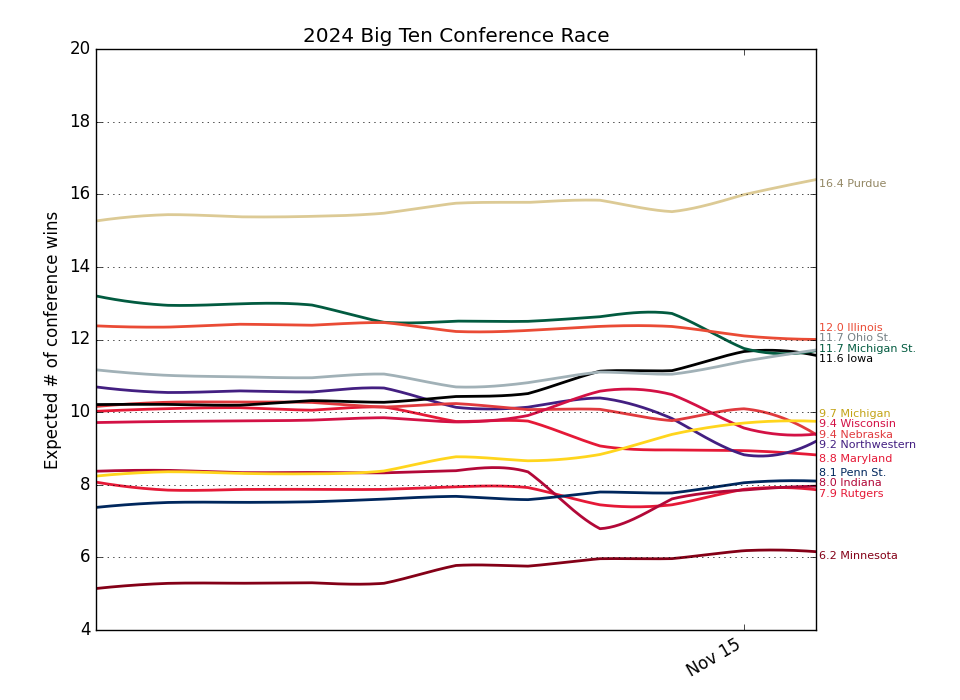 2024 Big Ten Conference Race
Expected # of conference wins
20
18
16
14
12
10
8
6
4
Nov 15
16.4 Purdue
12.0 Illinois
11.7 Ohio St.
11.7 Michigan St.
11.6 Iowa
9.7 Michigan
9.4 Wisconsin
9.4 Nebraska
9.2 Northwestern
8.8 Maryland
8.1 Penn St.
8.0 Indiana
7.9 Rutgers
6.2 Minnesota